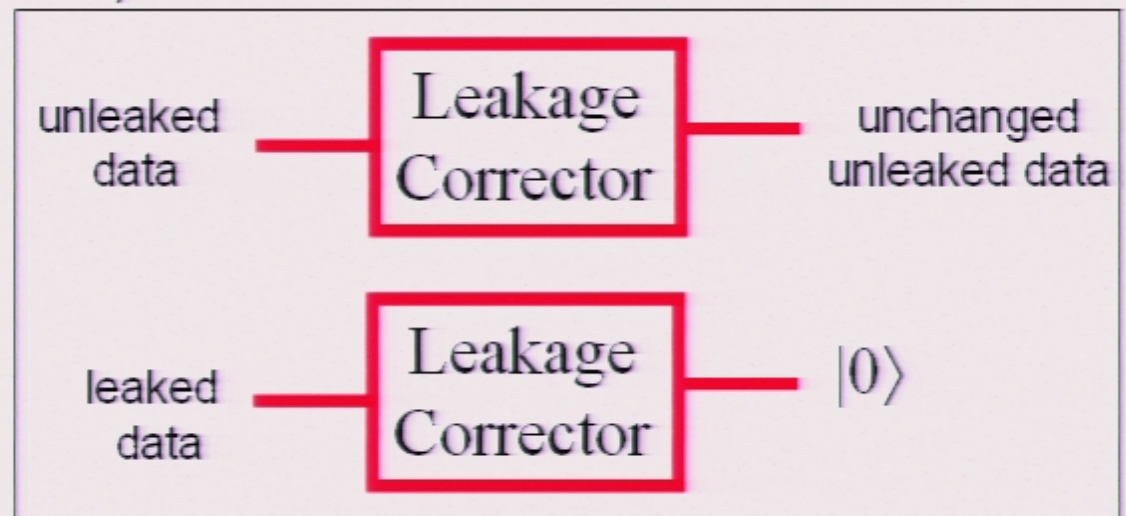 unleaked
data
Leakage
Corrector
unchanged
unleaked data
leaked
data
Leakage
Corrector
|0⟩